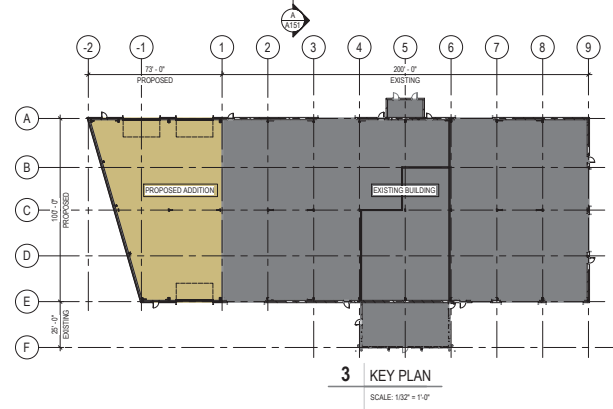 A
A151
-2 -1 1 2 3 4 5 6 7 8 9
73' - 0"
PROPOSED
200' - 0"
EXISTING
A
B
C
D
E
F
100' - 0"
PROPOSED
25' - 0"
EXISTING
PROPOSED ADDITION
EXISTING BUILDING
3 KEY PLAN
SCALE: 1/32" = 1'-0"